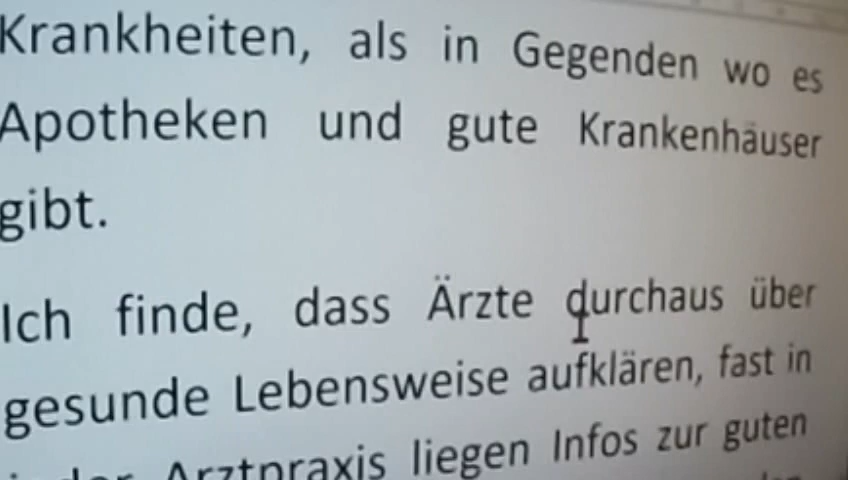 Krankheiten, als in Gegenden wo es
Apotheken und gute Krankenhäuser
gibt.
Ich finde, dass Ärzte durchaus über
gesunde Lebensweise aufklären, fast in
jeder Arztpraxis liegen Infos zur guten